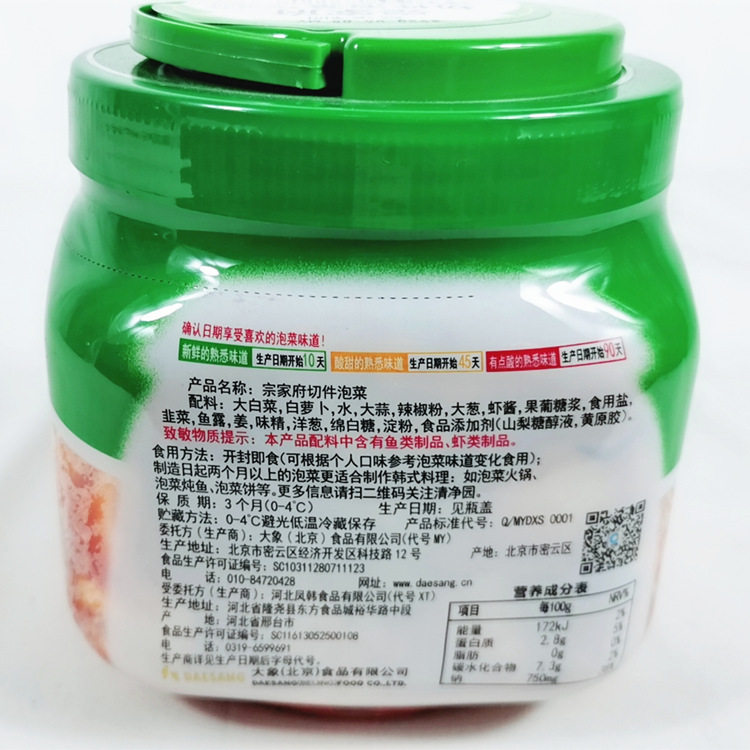 确认日期享受喜欢的泡菜味道!
新鲜的熟悉味道 生产日期开始10天 酸甜的熟悉味道 生产日期开始45天 有点酸的熟悉味道 生产日期开始90天
产品名称: 宗家府切件泡菜
配料: 大白菜,白萝卜,水,大蒜,辣椒粉,大葱,虾酱,果葡糖浆,食用盐,
韭菜,鱼露,姜,味精,洋葱,绵白糖,淀粉,食品添加剂(山梨糖醇液,黄原胶)。
致敏物质提示: 本产品配料中含有鱼类制品、虾类制品。
食用方法: 开封即食(可根据个人口味参考泡菜味道变化食用);
制造日起两个月以上的泡菜更适合制作韩式料理: 如泡菜火锅、
泡菜炖鱼、泡菜饼等。更多信息请扫二维码关注清净园。
保 质 期: 3个月(0-4℃) 生产日期: 见瓶盖
贮藏方法: 0-4℃避光低温冷藏保存 产品标准代号: Q/MYDXS 0001
委托方(生产商): 大象(北京)食品有限公司(代号MY)
生产地址: 北京市密云区经济开发区科技路12号 产地: 北京市密云区
食品生产许可证编号: SC10311280711123
电 话: 010-84720428 网址: www.daesang.cn
受委托方(生产商): 河北凤韩食品有限公司(代号XT)
生产地址: 河北省隆尧县东方食品城裕华路中段
产 地: 河北省邢台市
食品生产许可证编号: SC11613052500108
电 话: 0319-6599691
生产商详见生产日期后字母代号。
DAESANG 大象(北京)食品有限公司
DAESANG(BEIJING)FOOD CO.,LTD.
营养成分表
项目 每100g NRV%
能量 172kJ 2%
蛋白质 2.8g 5%
脂肪 0g
碳水化合物 7.3g
钠 750mg